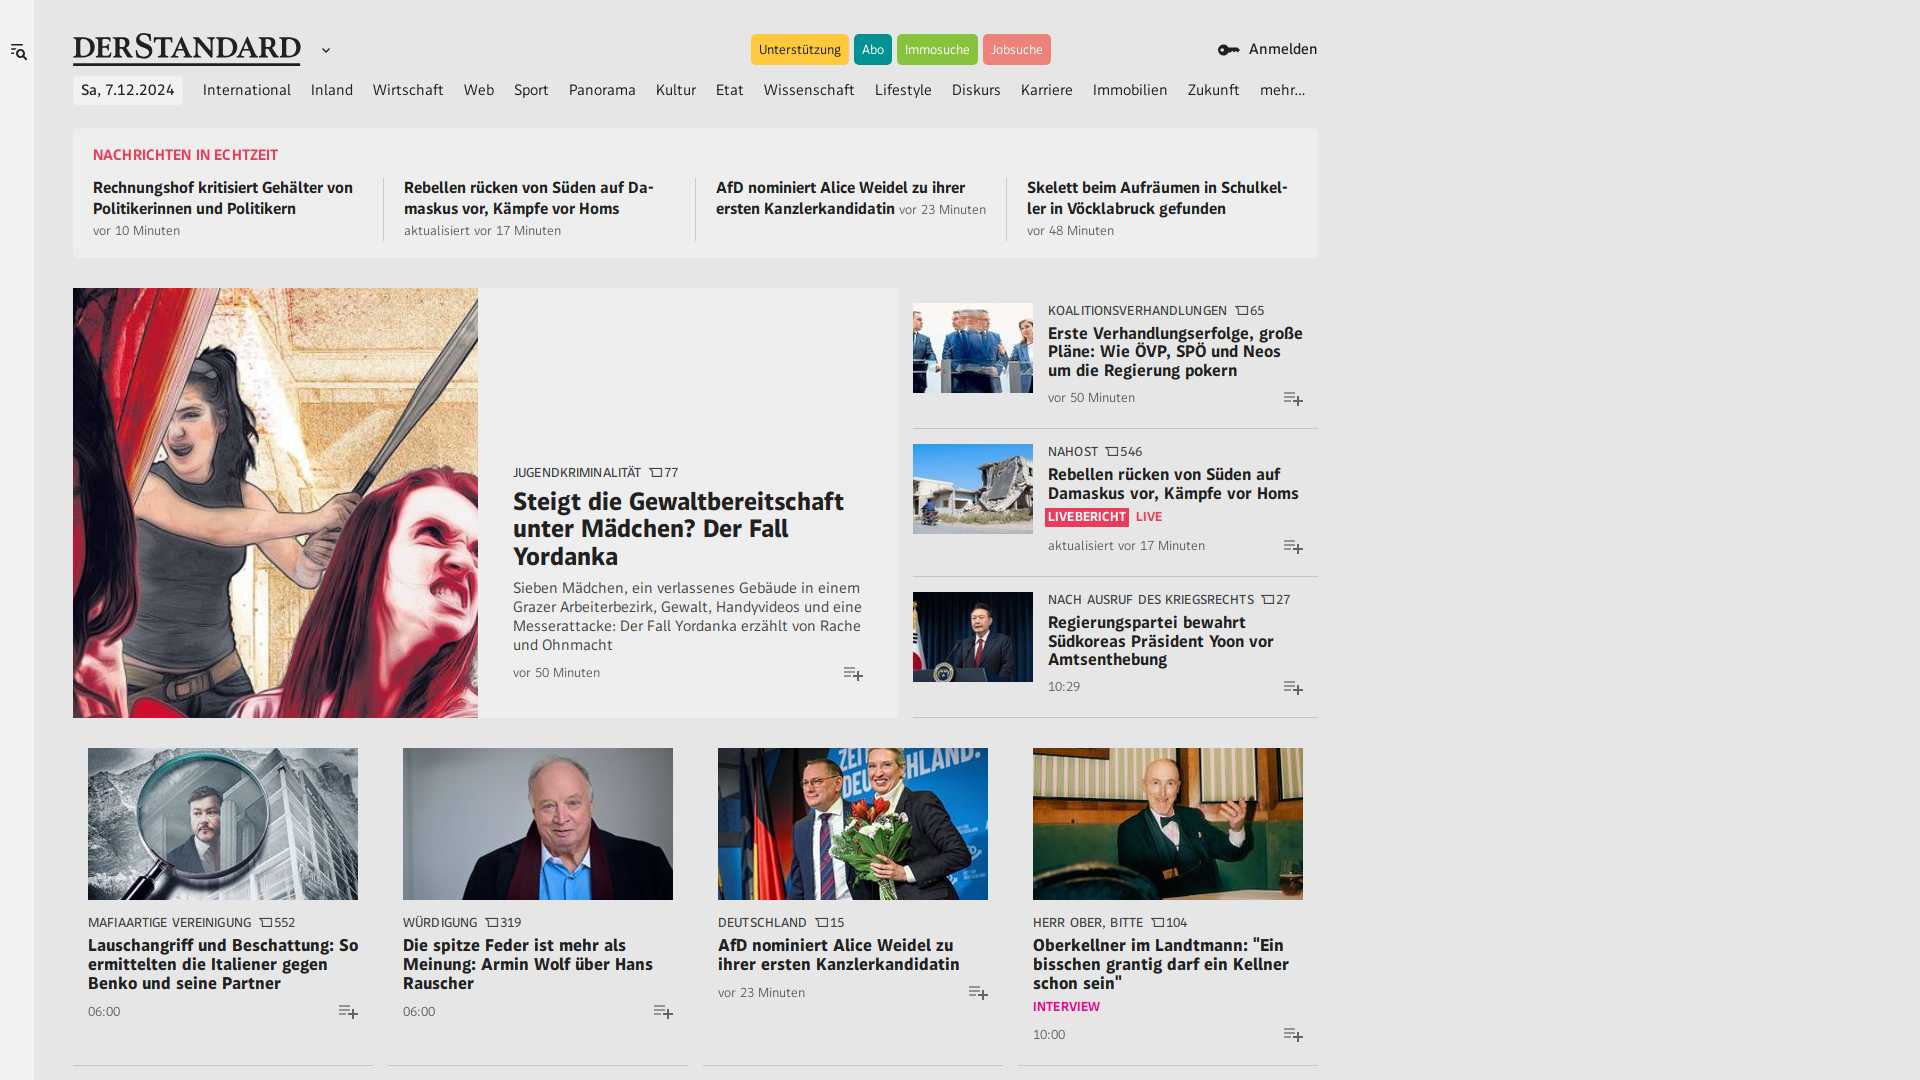 DERSTANDARD
Unterstützung
Abo
Immosuche
Jobsuche
Anmelden
Sa, 7.12.2024
International
Inland
Wirtschaft
Web
Sport
Panorama
Kultur
Etat
Wissenschaft
Lifestyle
Diskurs
Karriere
Immobilien
Zukunft
mehr…
NACHRICHTEN IN ECHTZEIT
Rechnungshof kritisiert Gehälter von
Politikerinnen und Politikern
vor 10 Minuten
Rebellen rücken von Süden auf Da-
maskus vor, Kämpfe vor Homs
aktualisiert vor 17 Minuten
AfD nominiert Alice Weidel zu ihrer
ersten Kanzlerkandidatin vor 23 Minuten
Skelett beim Aufräumen in Schulkel-
ler in Vöcklabruck gefunden
vor 48 Minuten
JUGENDKRIMINALITÄT 77
Steigt die Gewaltbereitschaft
unter Mädchen? Der Fall
Yordanka
Sieben Mädchen, ein verlassenes Gebäude in einem
Grazer Arbeiterbezirk, Gewalt, Handyvideos und eine
Messerattacke: Der Fall Yordanka erzählt von Rache
und Ohnmacht
vor 50 Minuten
KOALITIONSVERHANDLUNGEN 65
Erste Verhandlungserfolge, große
Pläne: Wie ÖVP, SPÖ und Neos
um die Regierung pokern
vor 50 Minuten
NAHOST 546
Rebellen rücken von Süden auf
Damaskus vor, Kämpfe vor Homs
LIVEBERICHT LIVE
aktualisiert vor 17 Minuten
NACH AUSRUF DES KRIEGSRECHTS 27
Regierungspartei bewahrt
Südkoreas Präsident Yoon vor
Amtsenthebung
10:29
MAFIAARTIGE VEREINIGUNG 552
Lauschangriff und Beschattung: So
ermittelten die Italiener gegen
Benko und seine Partner
06:00
WÜRDIGUNG 319
Die spitze Feder ist mehr als
Meinung: Armin Wolf über Hans
Rauscher
06:00
DEUTSCHLAND.
DEUTSCHLAND 15
AfD nominiert Alice Weidel zu
ihrer ersten Kanzlerkandidatin
vor 23 Minuten
HERR OBER, BITTE 104
Oberkellner im Landtmann: "Ein
bisschen grantig darf ein Kellner
schon sein"
INTERVIEW
10:00